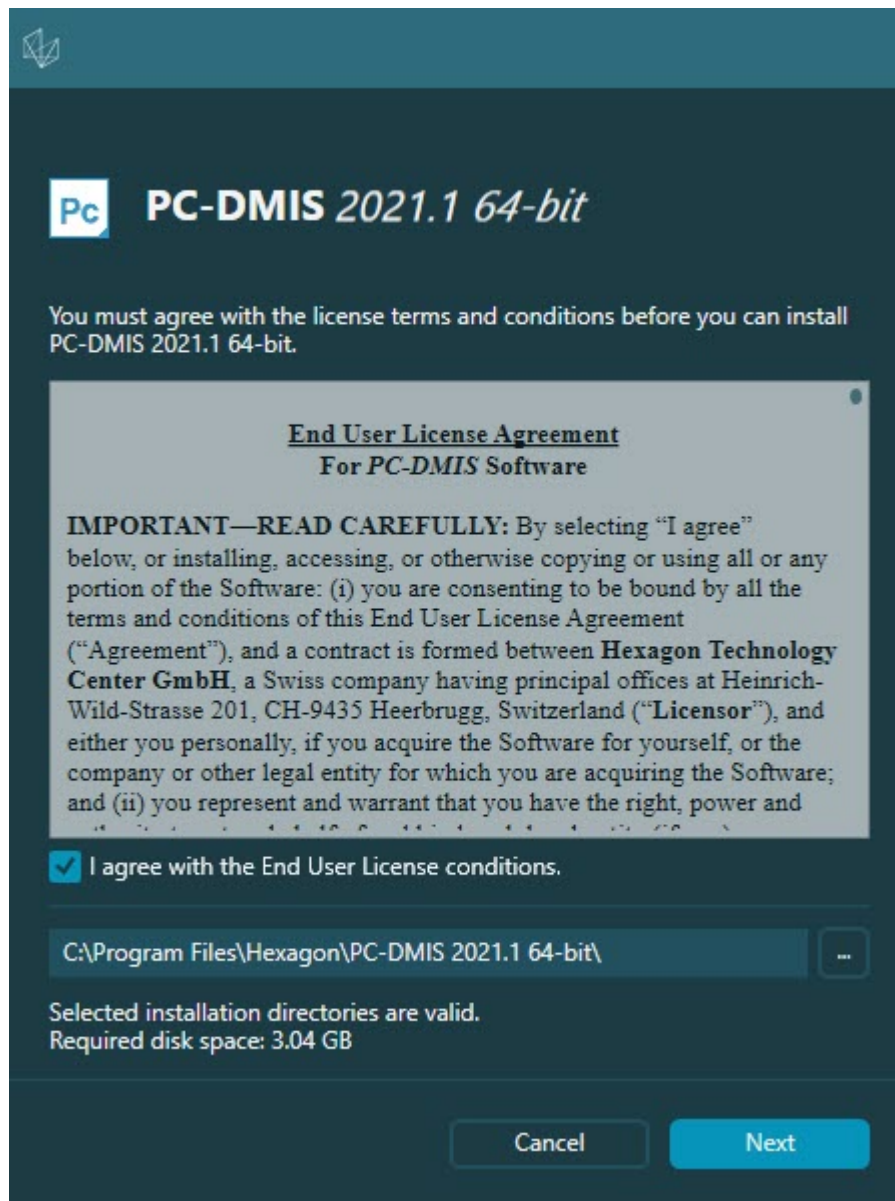 Pc PC-DMIS 2021.1 64-bit
You must agree with the license terms and conditions before you can install
PC-DMIS 2021.1 64-bit.
End User License Agreement
For PC-DMIS Software
IMPORTANT—READ CAREFULLY: By selecting “I agree”
below, or installing, accessing, or otherwise copying or using all or any
portion of the Software: (i) you are consenting to be bound by all the
terms and conditions of this End User License Agreement
(“Agreement”), and a contract is formed between Hexagon Technology
Center GmbH, a Swiss company having principal offices at Heinrich-
Wild-Strasse 201, CH-9435 Heerbrugg, Switzerland (“Licensor”), and
either you personally, if you acquire the Software for yourself, or the
company or other legal entity for which you are acquiring the Software;
and (ii) you represent and warrant that you have the right, power and
I agree with the End User License conditions.
C:\Program Files\Hexagon\PC-DMIS 2021.1 64-bit\
...
Selected installation directories are valid.
Required disk space: 3.04 GB
Cancel
Next